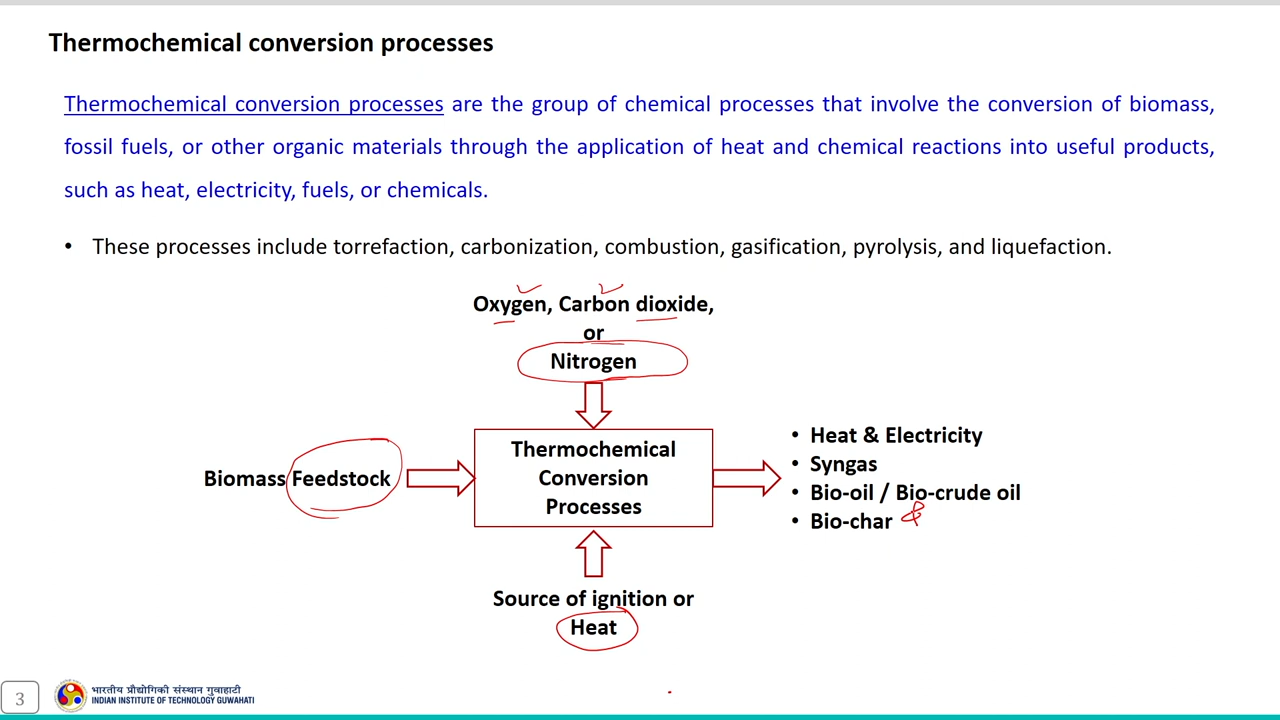 Thermochemical conversion processes
Thermochemical conversion processes are the group of chemical processes that involve the conversion of biomass,
fossil fuels, or other organic materials through the application of heat and chemical reactions into useful products,
such as heat, electricity, fuels, or chemicals.
• These processes include torrefaction, carbonization, combustion, gasification, pyrolysis, and liquefaction.
Oxygen, Carbon dioxide,
or
Nitrogen
Biomass Feedstock
Thermochemical
Conversion
Processes
• Heat & Electricity
• Syngas
• Bio-oil / Bio-crude oil
• Bio-char &
Source of ignition or
Heat
3
भारतीय प्रौद्योगिकी संस्थान गुवाहाटी
INDIAN INSTITUTE OF TECHNOLOGY GUWAHATI